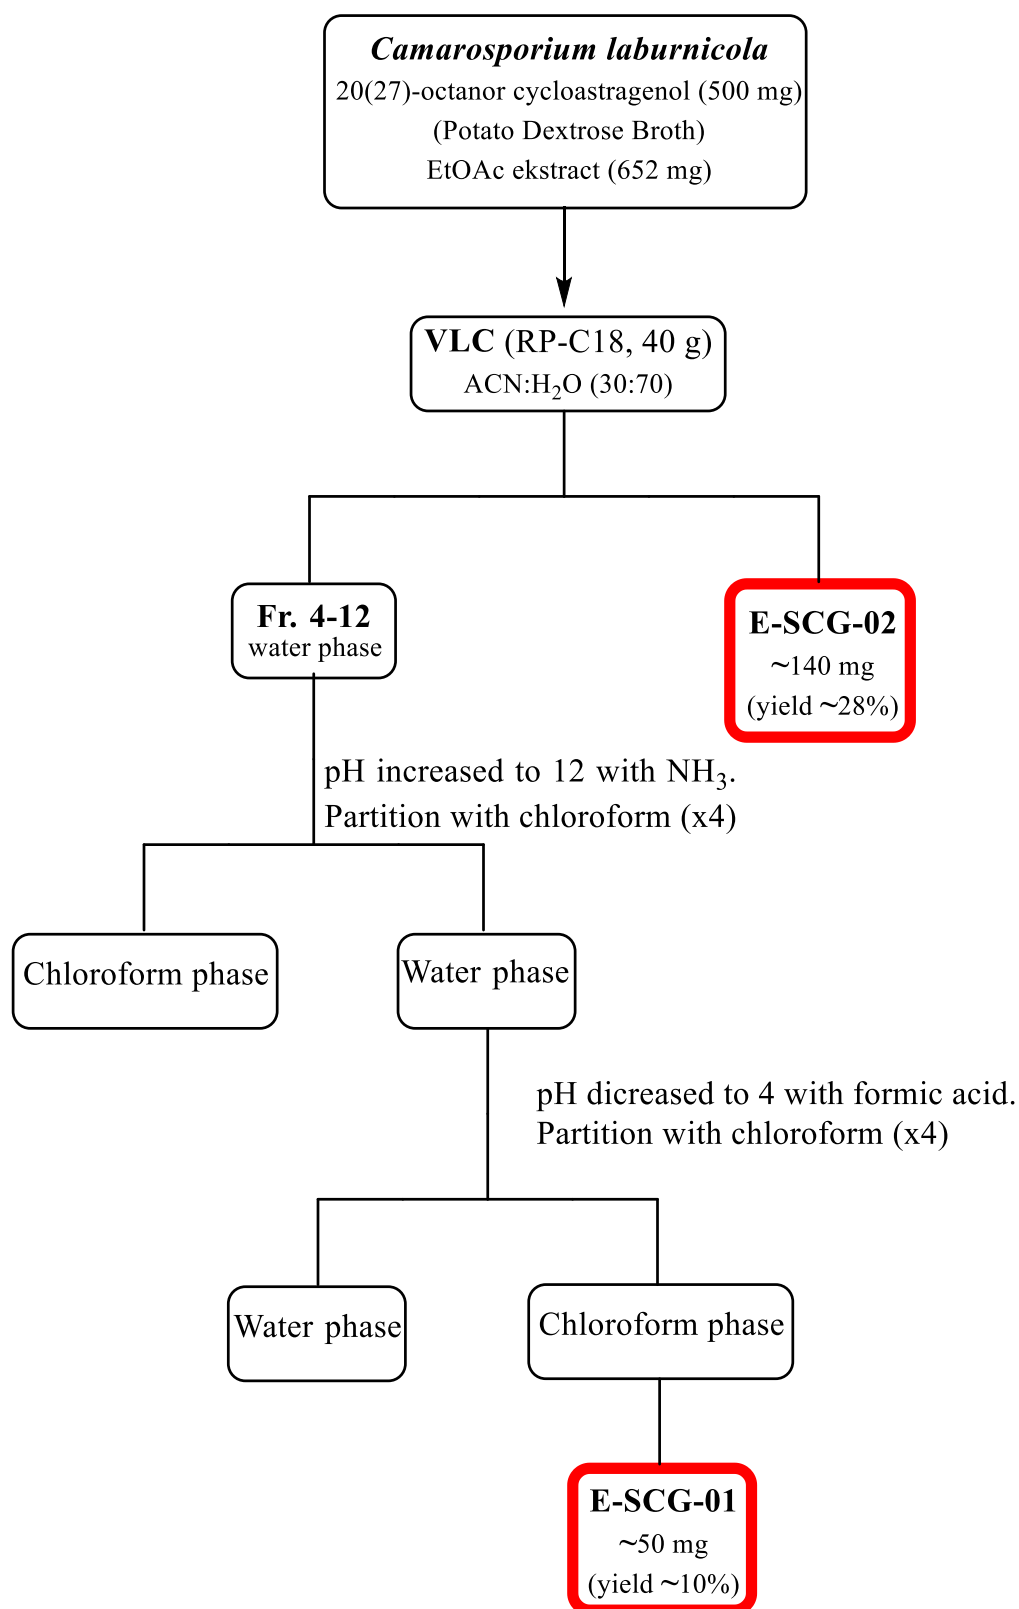 Camarosporium laburnicola
20(27)-octanor cycloastragenol (500 mg)
(Potato Dextrose Broth)
EtOAc ekstract (652 mg)
VLC (RP-C18, 40 g)
ACN:H₂O (30:70)
Fr. 4-12
water phase
E-SCG-02
~140 mg
(yield ~28%)
pH increased to 12 with NH₃.
Partition with chloroform (x4)
Chloroform phase
Water phase
pH dicreased to 4 with formic acid.
Partition with chloroform (x4)
Water phase
Chloroform phase
E-SCG-01
~50 mg
(yield ~10%)